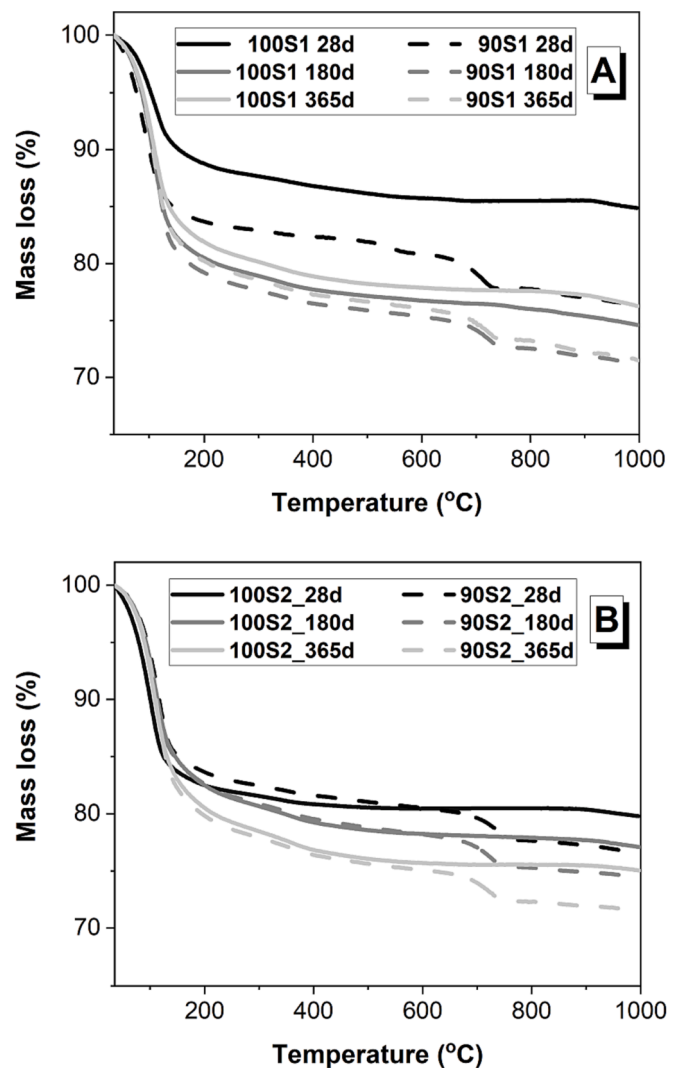 100S1 28d 90S1 28d
100S1 180d 90S1 180d
100S1 365d 90S1 365d
A
100
90
80
70
Mass loss (%)
200 400 600 800 1000
Temperature (°C)
100S2_28d 90S2_28d
100S2_180d 90S2_180d
100S2_365d 90S2_365d
B
100
90
80
70
Mass loss (%)
200 400 600 800 1000
Temperature (°C)